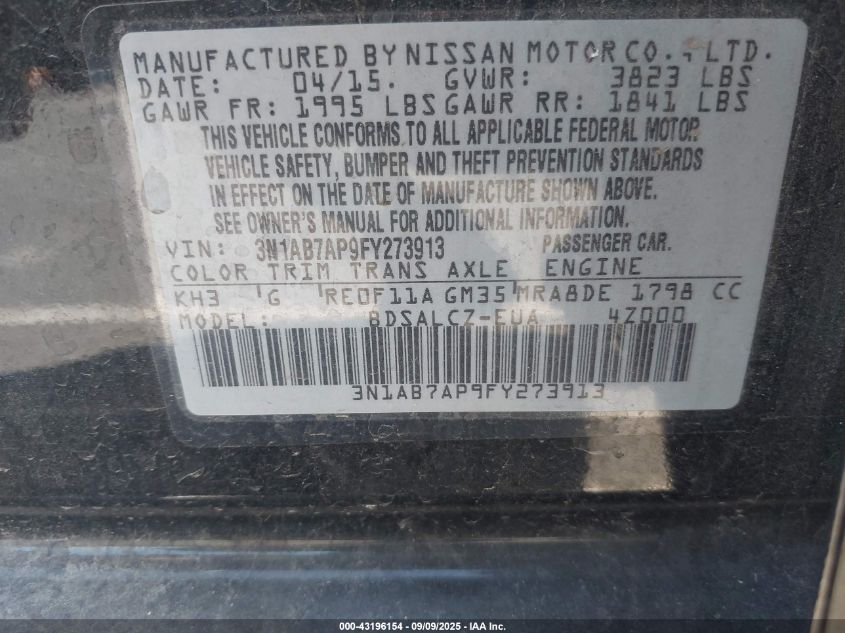 MANUFACTURED BY NISSAN MOTOR CO., LTD.
DATE: 04/15. GVWR: 3823 LBS
GAWR FR: 1995 LBS GAWR RR: 1841 LBS
THIS VEHICLE CONFORMS TO ALL APPLICABLE FEDERAL MOTOR
VEHICLE SAFETY, BUMPER AND THEFT PREVENTION STANDARDS
IN EFFECT ON THE DATE OF MANUFACTURE SHOWN ABOVE.
SEE OWNER'S MANUAL FOR ADDITIONAL INFORMATION.
VIN: 3N1AB7AP9FY273913 PASSENGER CAR.
COLOR TRIM TRANS AXLE ENGINE
KH3 G RE0F11A GM35 MRA8DE 1798 CC
MODEL: BDSALCZ-EUA 4Z000
3N1AB7AP9FY273913
000-43196154 - 09/09/2025 - IAA Inc.